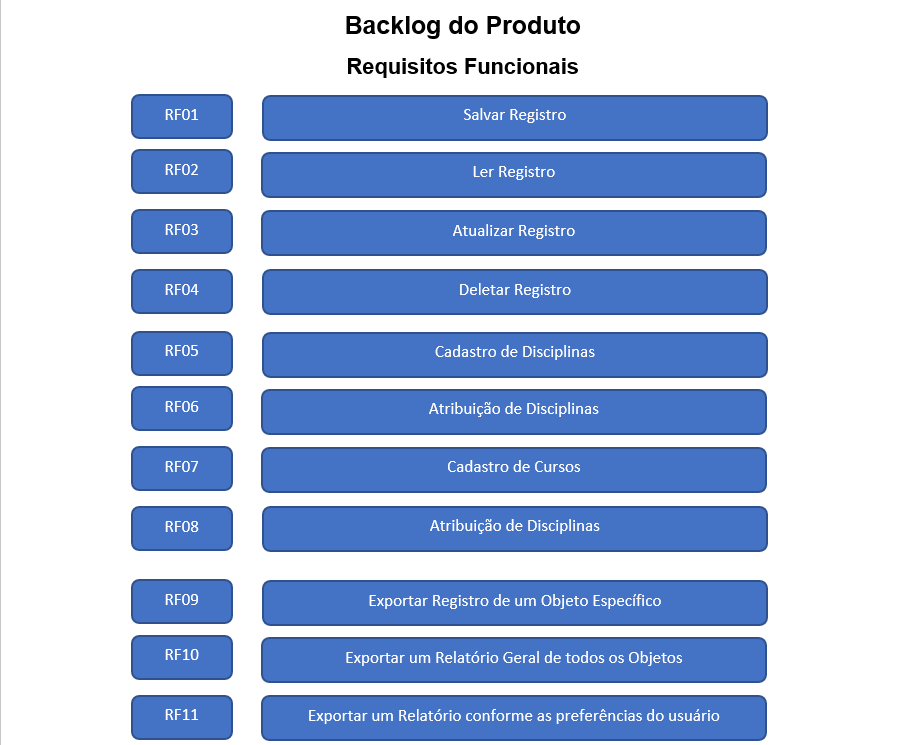 Backlog do Produto
Requisitos Funcionais
RF01 Salvar Registro
RF02 Ler Registro
RF03 Atualizar Registro
RF04 Deletar Registro
RF05 Cadastro de Disciplinas
RF06 Atribuição de Disciplinas
RF07 Cadastro de Cursos
RF08 Atribuição de Disciplinas
RF09 Exportar Registro de um Objeto Específico
RF10 Exportar um Relatório Geral de todos os Objetos
RF11 Exportar um Relatório conforme as preferências do usuário